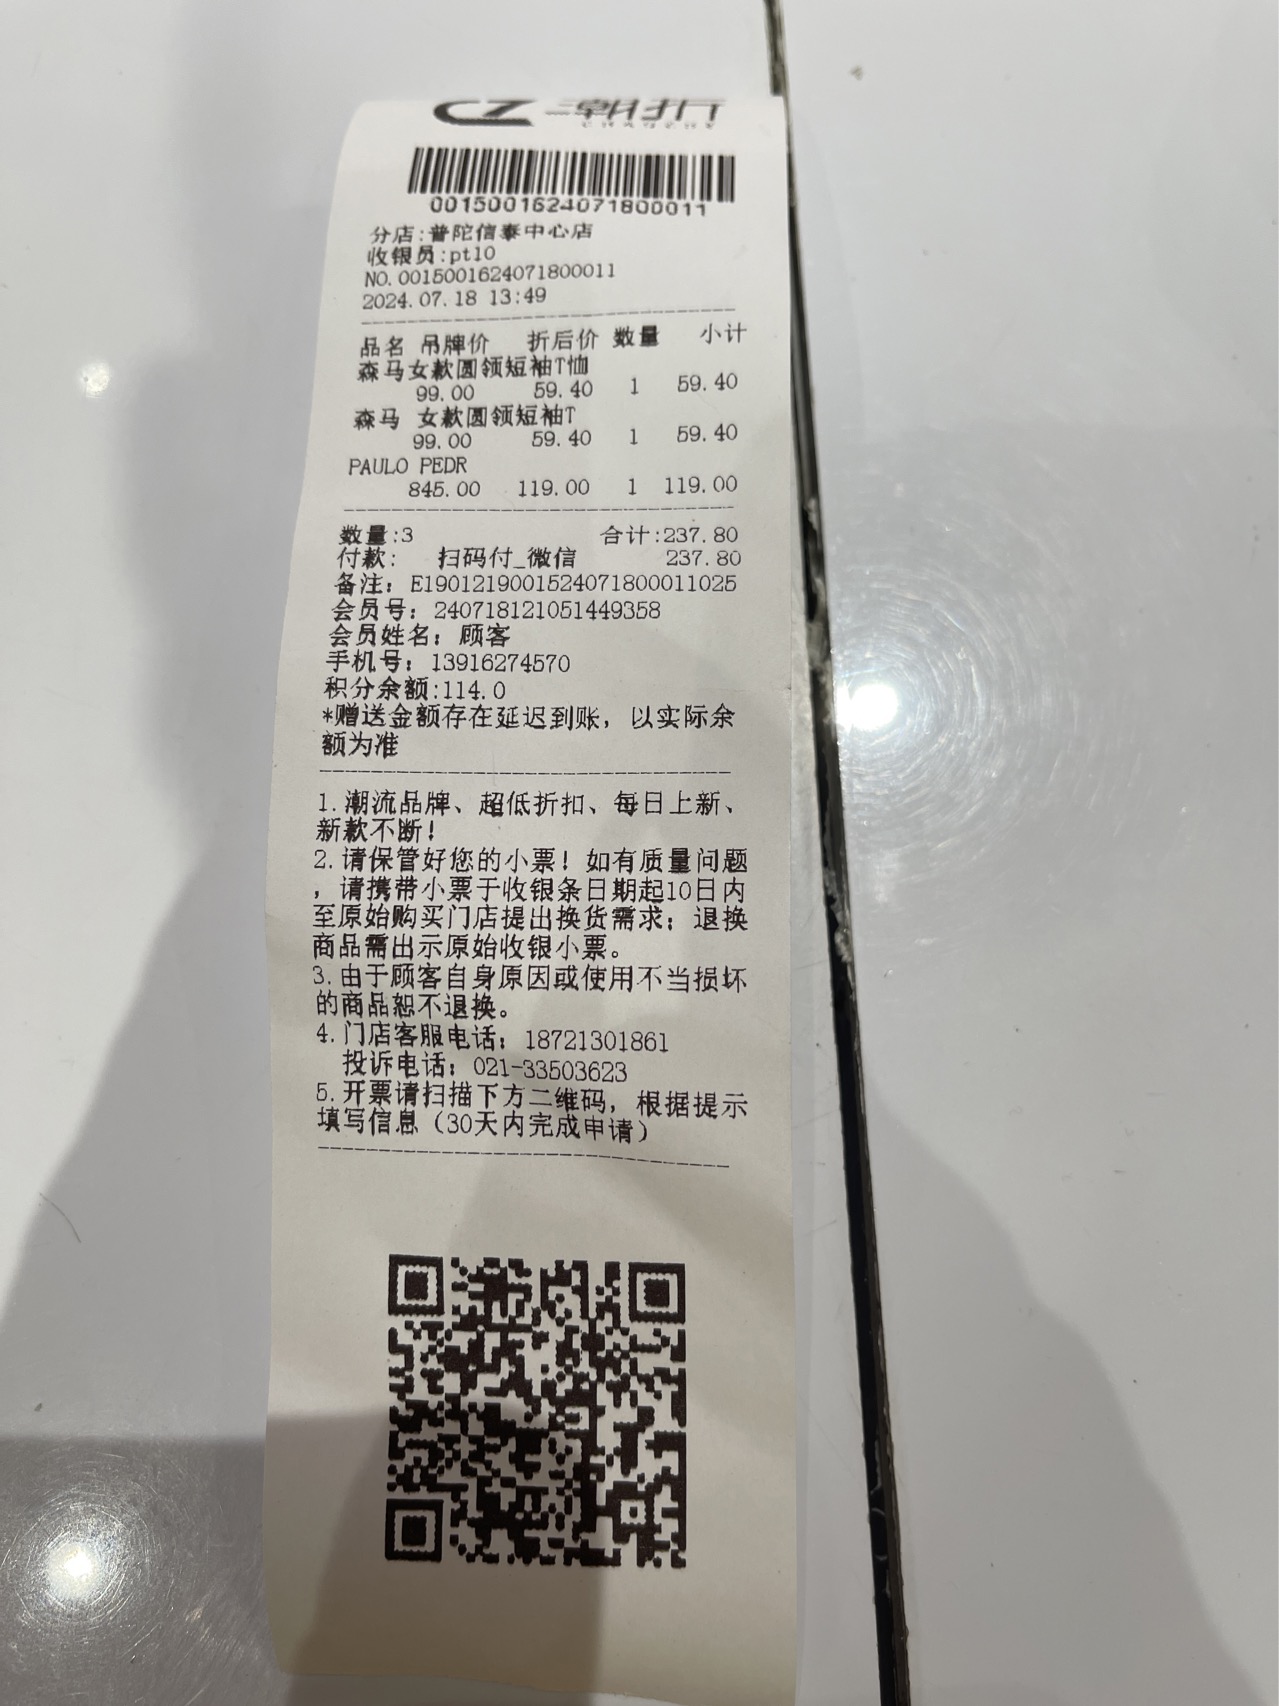 CZ 潮折
0015001624071800011
分店:普陀信泰中心店
收银员:pt10
NO.0015001624071800011
2024.07.18 13:49
品名 吊牌价 折后价 数量 小计
森马女款圆领短袖T恤
99.00 59.40 1 59.40
森马 女款圆领短袖T
99.00 59.40 1 59.40
PAULO PEDR
845.00 119.00 1 119.00
数量:3 合计:237.80
付款: 扫码付_微信 237.80
备注: E1901219001524071800011025
会员号: 240718121051449358
会员姓名: 顾客
手机号: 13916274570
积分余额:114.0
*赠送金额存在延迟到账，以实际余
额为准
1.潮流品牌、超低折扣、每日上新、
新款不断!
2.请保管好您的小票! 如有质量问题
，请携带小票于收银条日期起10日内
至原始购买门店提出换货需求; 退换
商品需出示原始收银小票。
3.由于顾客自身原因或使用不当损坏
的商品恕不退换。
4.门店客服电话: 18721301861
投诉电话: 021-33503623
5.开票请扫描下方二维码，根据提示
填写信息（30天内完成申请）